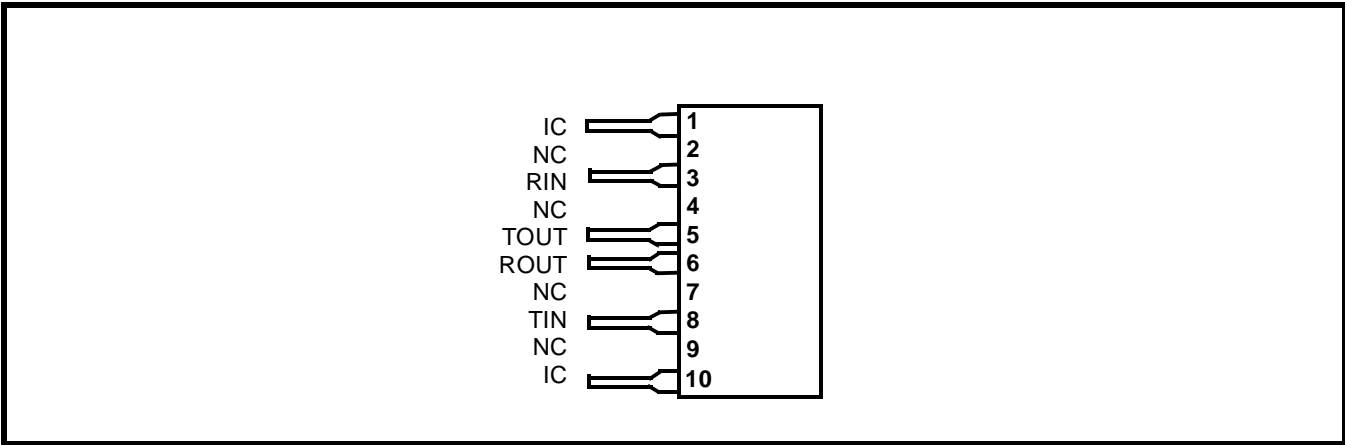 IC 1
NC 2
RIN 3
NC 4
TOUT 5
ROUT 6
NC 7
TIN 8
NC 9
IC 10